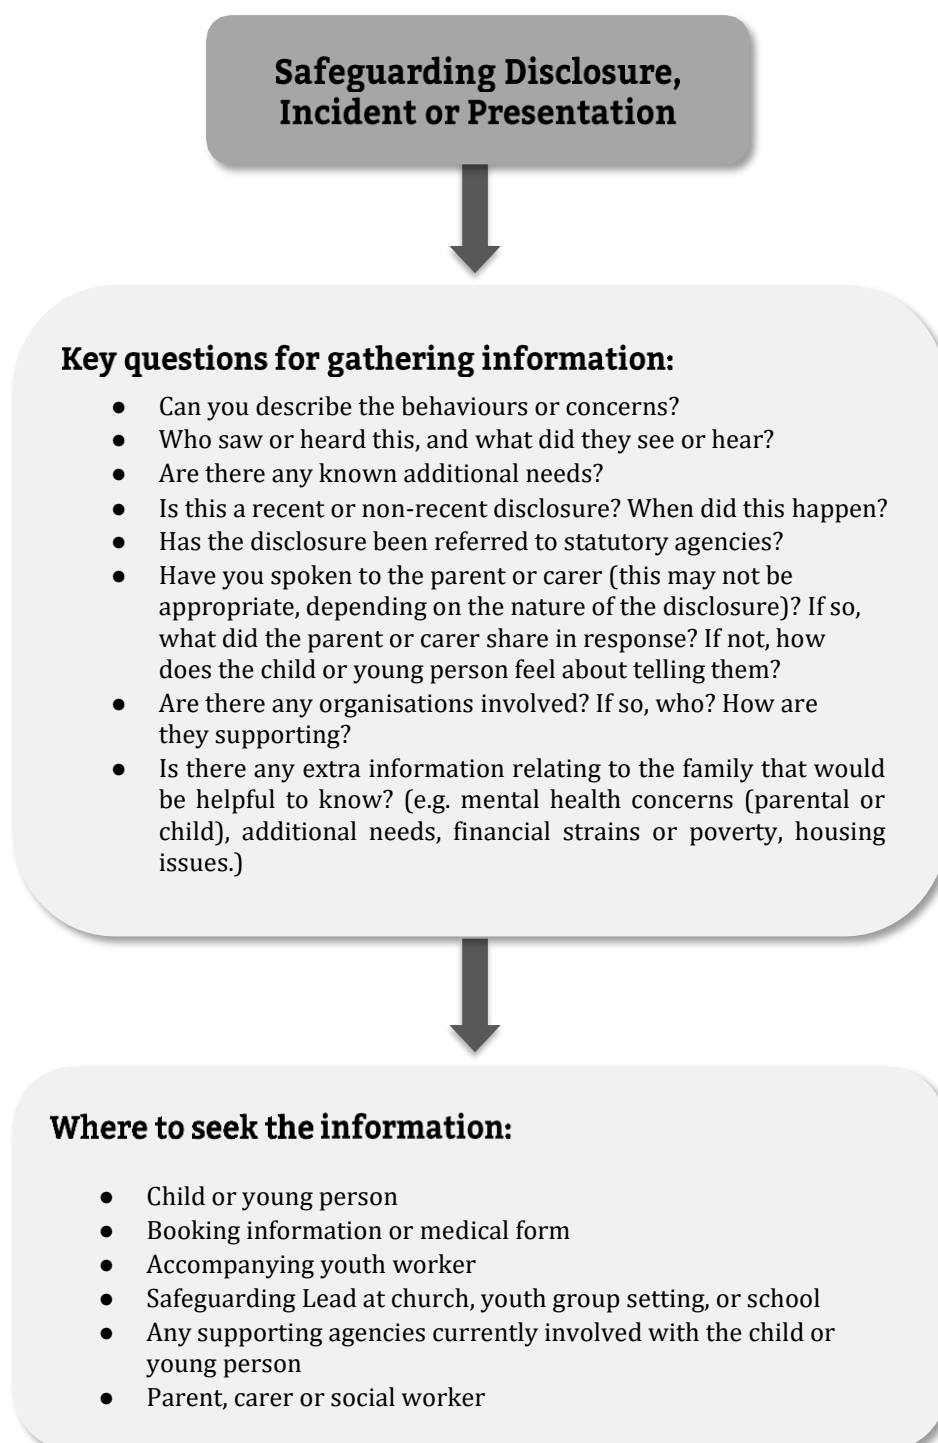 Safeguarding Disclosure,
Incident or Presentation
Key questions for gathering information:
● Can you describe the behaviours or concerns?
● Who saw or heard this, and what did they see or hear?
● Are there any known additional needs?
● Is this a recent or non-recent disclosure? When did this happen?
● Has the disclosure been referred to statutory agencies?
● Have you spoken to the parent or carer (this may not be
appropriate, depending on the nature of the disclosure)? If so,
what did the parent or carer share in response? If not, how
does the child or young person feel about telling them?
● Are there any organisations involved? If so, who? How are
they supporting?
● Is there any extra information relating to the family that would
be helpful to know? (e.g. mental health concerns (parental or
child), additional needs, financial strains or poverty, housing
issues.)
Where to seek the information:
● Child or young person
● Booking information or medical form
● Accompanying youth worker
● Safeguarding Lead at church, youth group setting, or school
● Any supporting agencies currently involved with the child or
young person
● Parent, carer or social worker